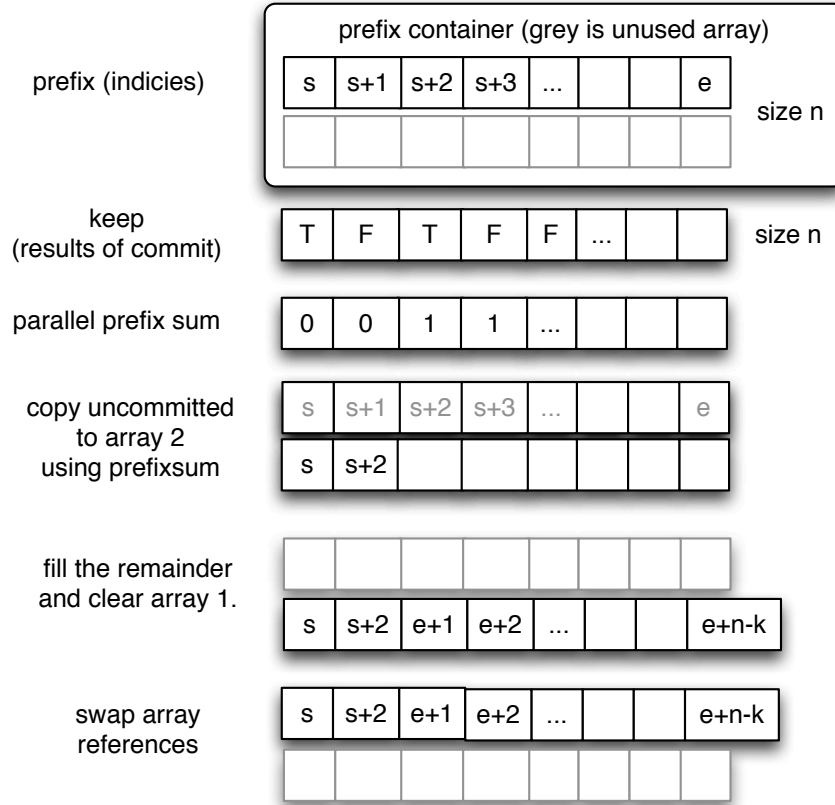 prefix container (grey is unused array)
prefix (indicies)
s s+1 s+2 s+3 ... e
size n
keep
(results of commit)
T F T F F ...
size n
parallel prefix sum
0 0 1 1 ...
copy uncommitted
to array 2
using prefixsum
s s+1 s+2 s+3 ... e
s s+2
fill the remainder
and clear array 1.
s s+2 e+1 e+2 ... e+n-k
swap array
references
s s+2 e+1 e+2 ... e+n-k